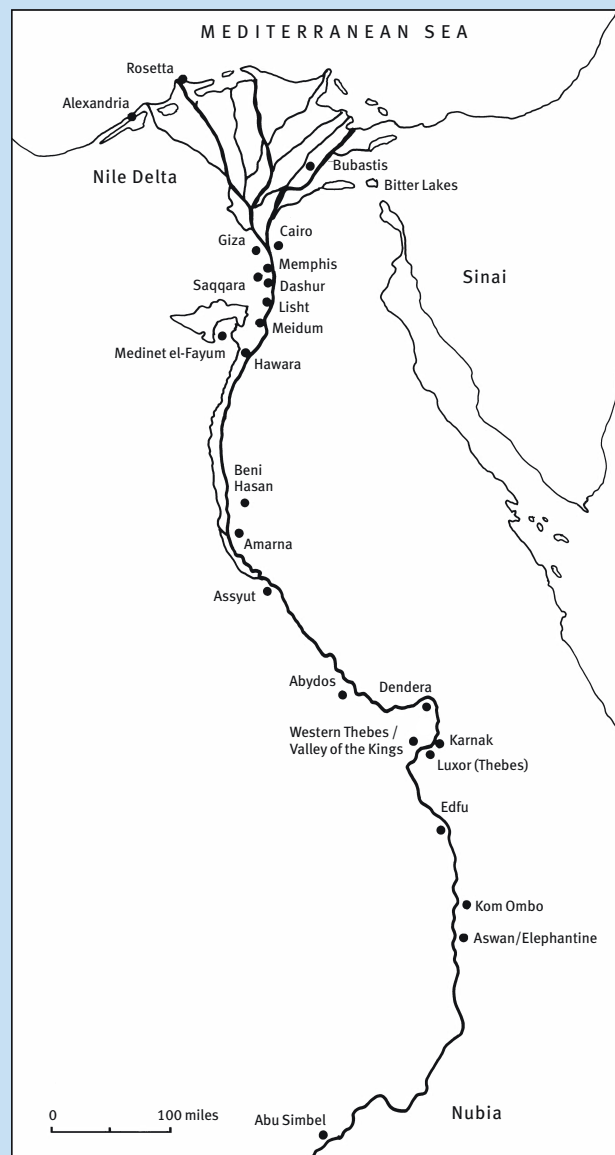 MEDITERRANEAN SEA
Rosetta
Alexandria
Bubastis
Nile Delta
Bitter Lakes
Cairo
Giza
Memphis
Sinai
Saqqara
Dashur
Lisht
Meidum
Medinet el-Fayum
Hawara
Beni
Hasan
Amarna
Assyut
Abydos
Dendera
Western Thebes /
Valley of the Kings
Karnak
Luxor (Thebes)
Edfu
Kom Ombo
Aswan/Elephantine
0 100 miles
Nubia
Abu Simbel